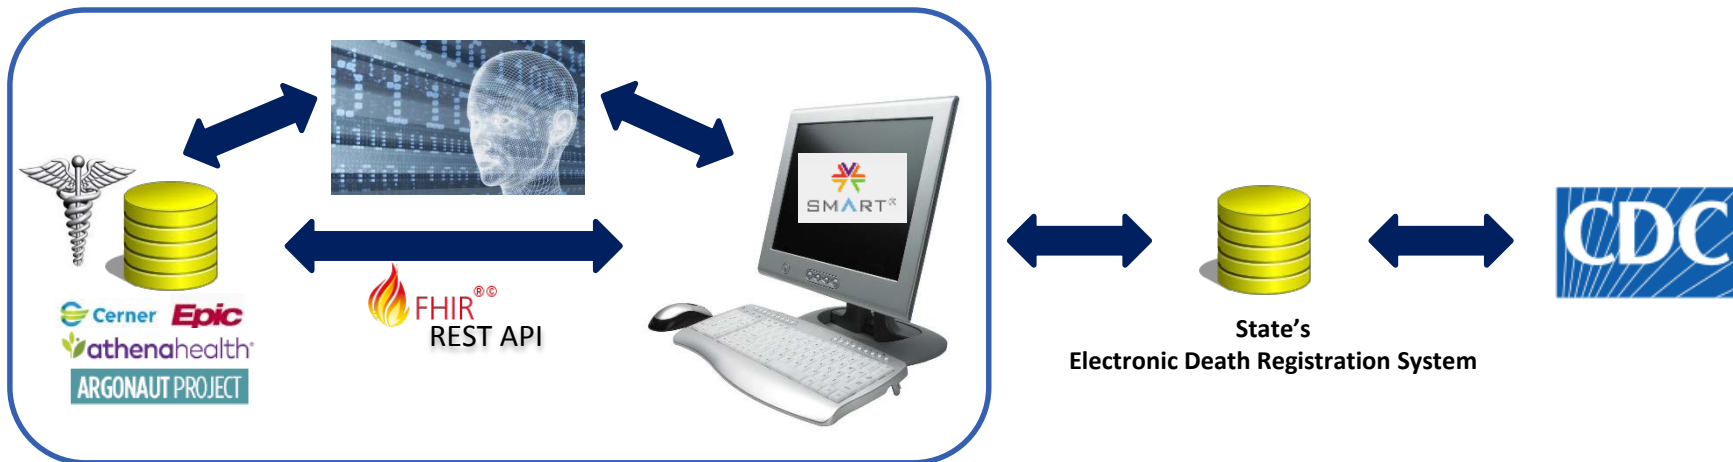 SMART
Cerner Epic
athenahealth
ARGONAUT PROJECT
FHIR®©
REST API
State's
Electronic Death Registration System
CDC